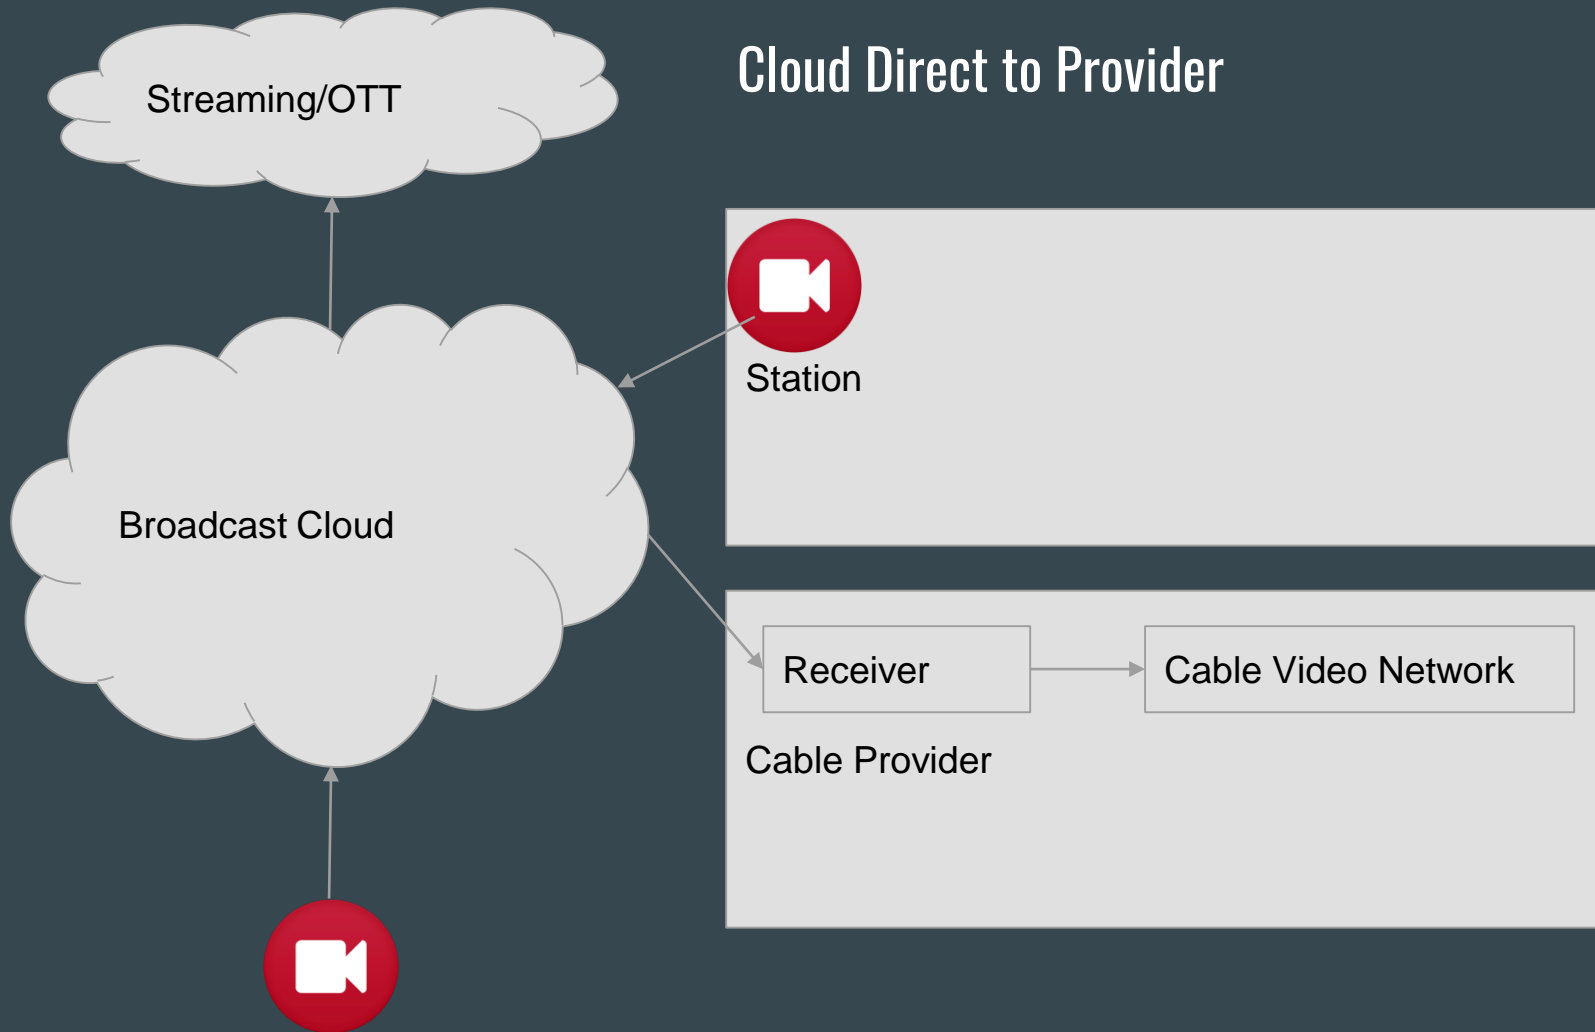 Cloud Direct to Provider
Streaming/OTT
Station
Broadcast Cloud
Receiver
Cable Video Network
Cable Provider